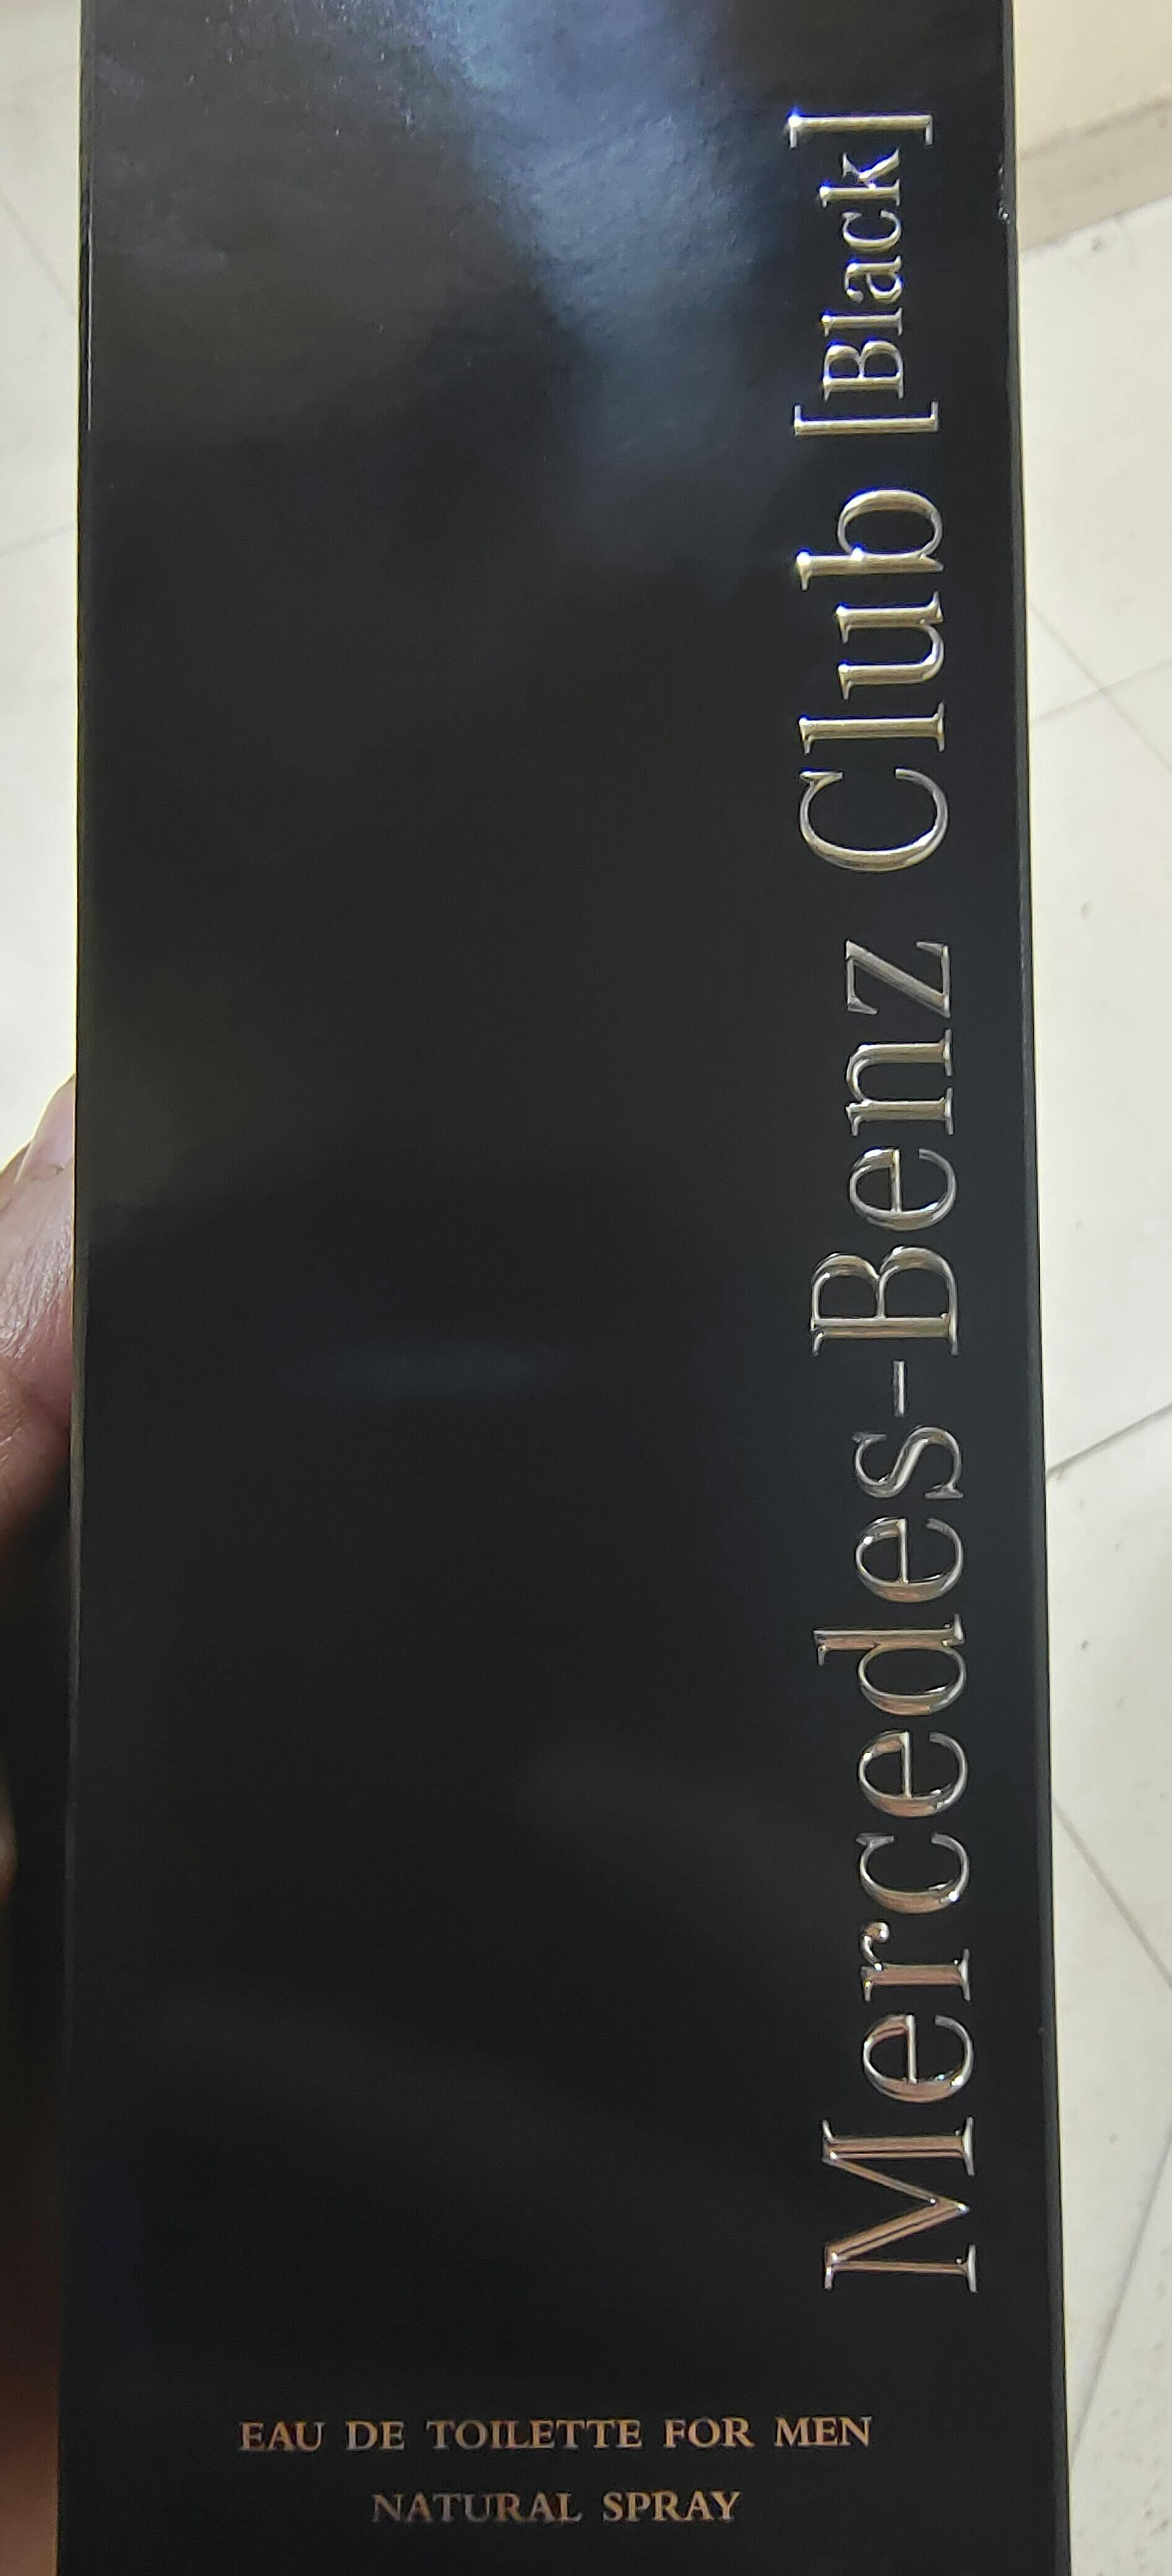 Mercedes-Benz Club [Black]
EAU DE TOILETTE FOR MEN
NATURAL SPRAY